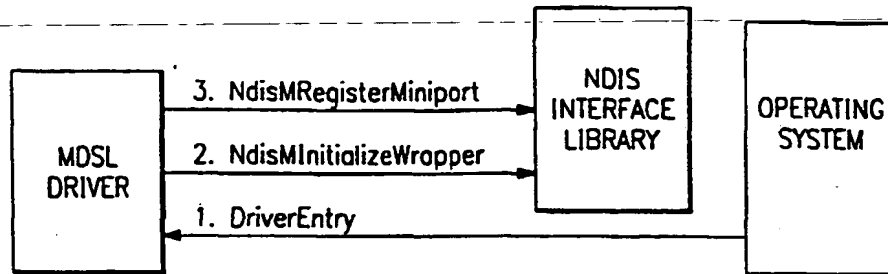 3. NdisMRegisterMiniport
2. NdisMInitializeWrapper
1. DriverEntry
MDSL
DRIVER
NDIS
INTERFACE
LIBRARY
OPERATING
SYSTEM